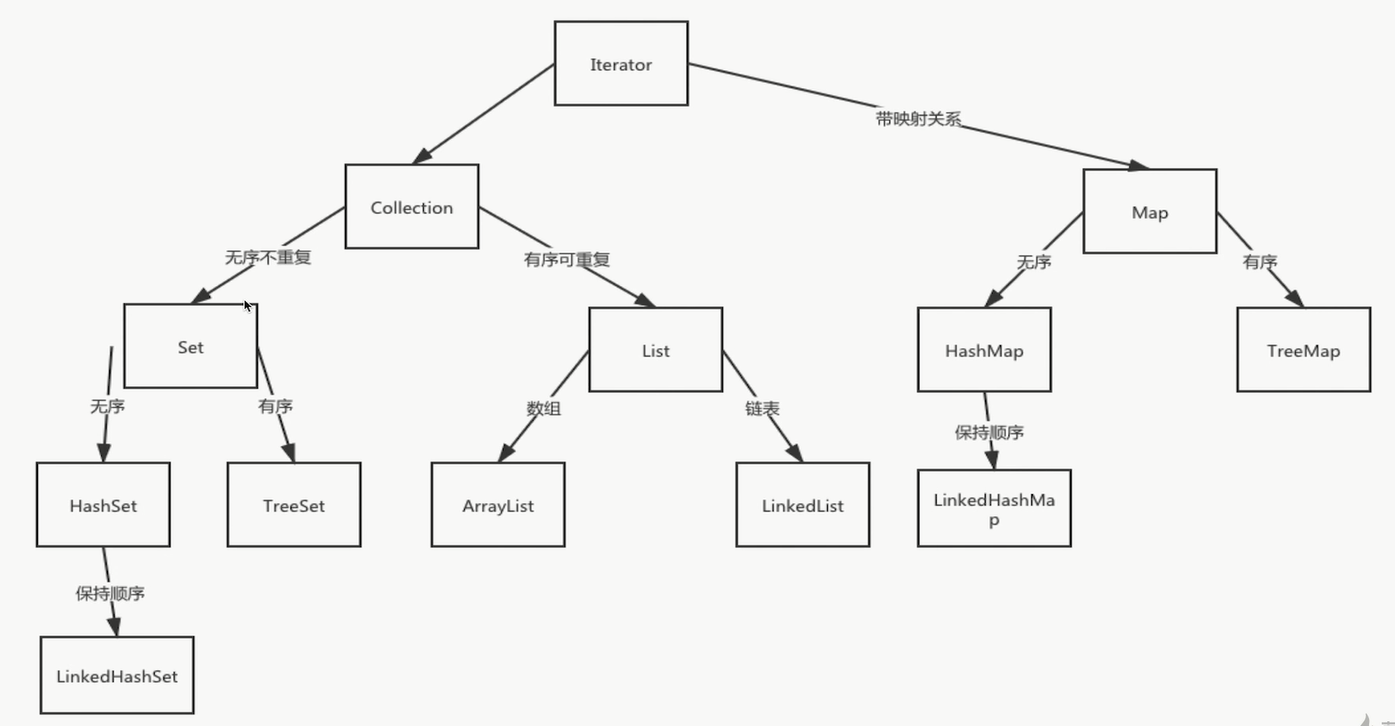 Iterator
带映射关系
Collection
Map
无序不重复
有序可重复
无序
有序
Set
List
HashMap
TreeMap
无序
有序
数组
链表
保持顺序
HashSet
TreeSet
ArrayList
LinkedList
LinkedHashMa
p
保持顺序
LinkedHashSet